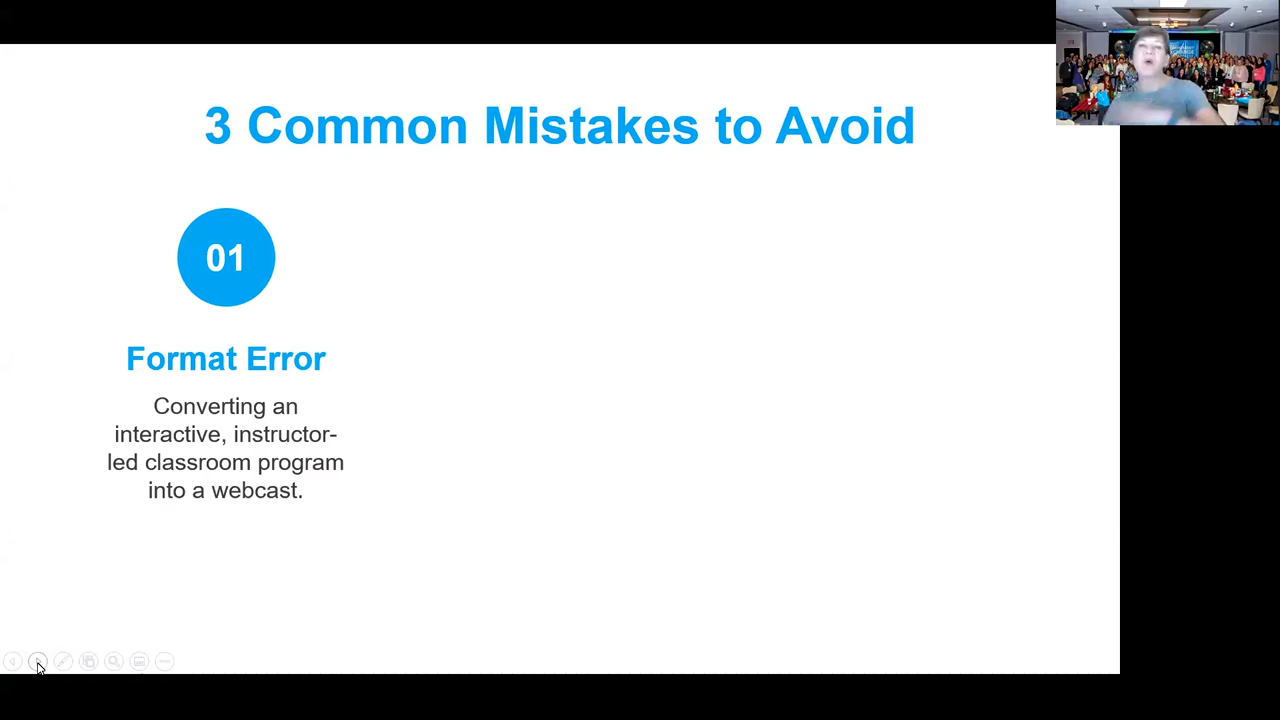 3 Common Mistakes to Avoid
01
Format Error
Converting an
interactive, instructor-
led classroom program
into a webcast.